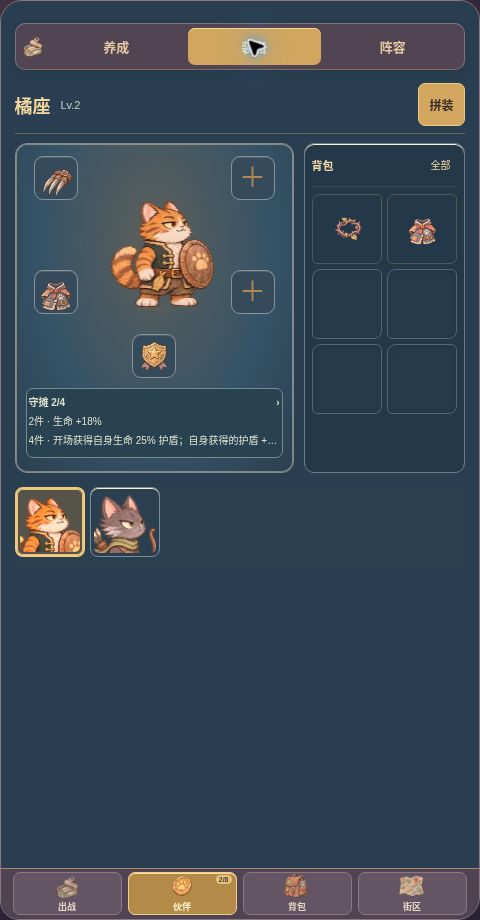 养成
阵容
橘座 Lv.2
拼装
背包 全部
守摊 2/4 ›
2件 · 生命 +18%
4件 · 开场获得自身生命 25% 护盾；自身获得的护盾 +…
出战
伙伴 2/8
背包
街区